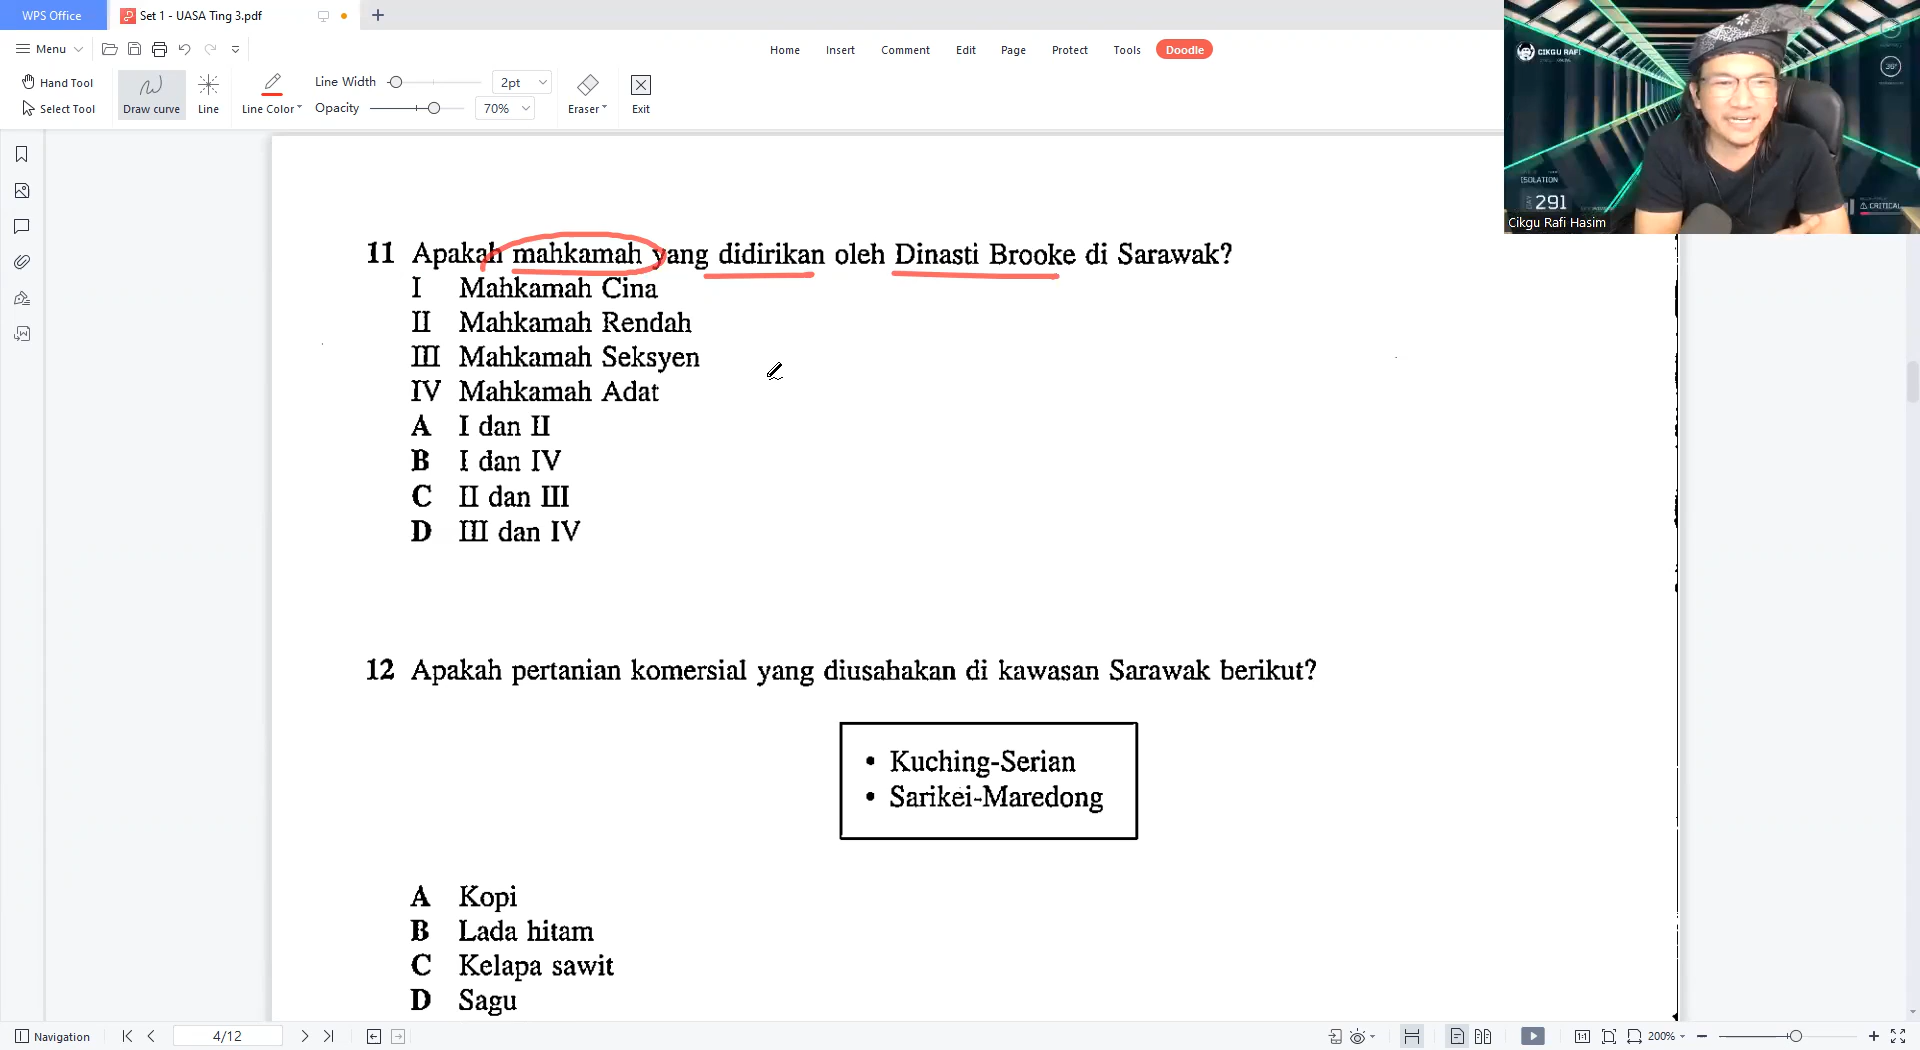 WPS Office
Set 1 - UASA Ting 3.pdf
Menu
Home Insert Comment Edit Page Protect Tools Doodle
Hand Tool
Select Tool
Draw curve
Line
Line Color
Line Width
2pt
Opacity
70%
Eraser
Exit
CIKGU RAFI
ISOLATION
291
CRITICAL
Cikgu Rafi Hasim
11 Apakah mahkamah yang didirikan oleh Dinasti Brooke di Sarawak?
I Mahkamah Cina
II Mahkamah Rendah
III Mahkamah Seksyen
IV Mahkamah Adat
A I dan II
B I dan IV
C II dan III
D III dan IV
12 Apakah pertanian komersial yang diusahakan di kawasan Sarawak berikut?
• Kuching-Serian
• Sarikei-Maredong
A Kopi
B Lada hitam
C Kelapa sawit
D Sagu
Navigation
4/12
200%